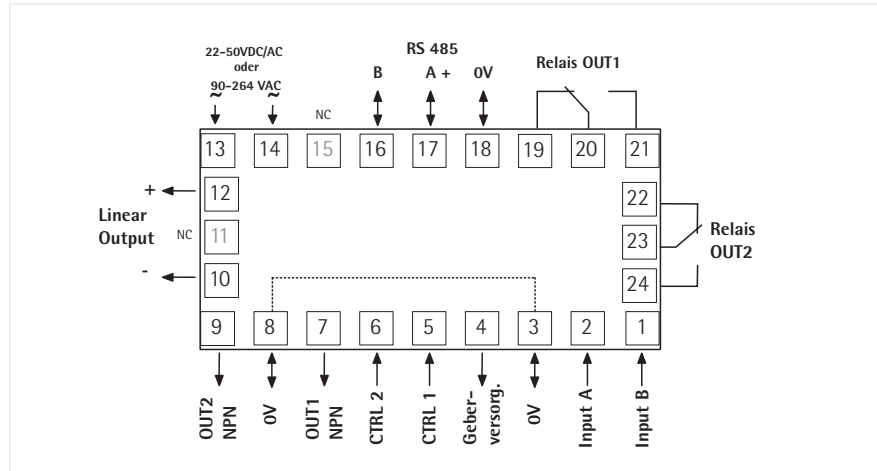 22-50VDC/AC
oder
90-264 VAC
~ ~
RS 485
B A + 0V
Relais OUT1
NC
13 14 15 16 17 18 19 20 21
+
12
22
Linear
Output
NC
11
23
Relais
OUT2
-
10
24
9 8 7 6 5 4 3 2 1
OUT2
NPN
0V
OUT1
NPN
CTRL 2
CTRL 1
Geber-
versorg.
0V
Input A
Input B